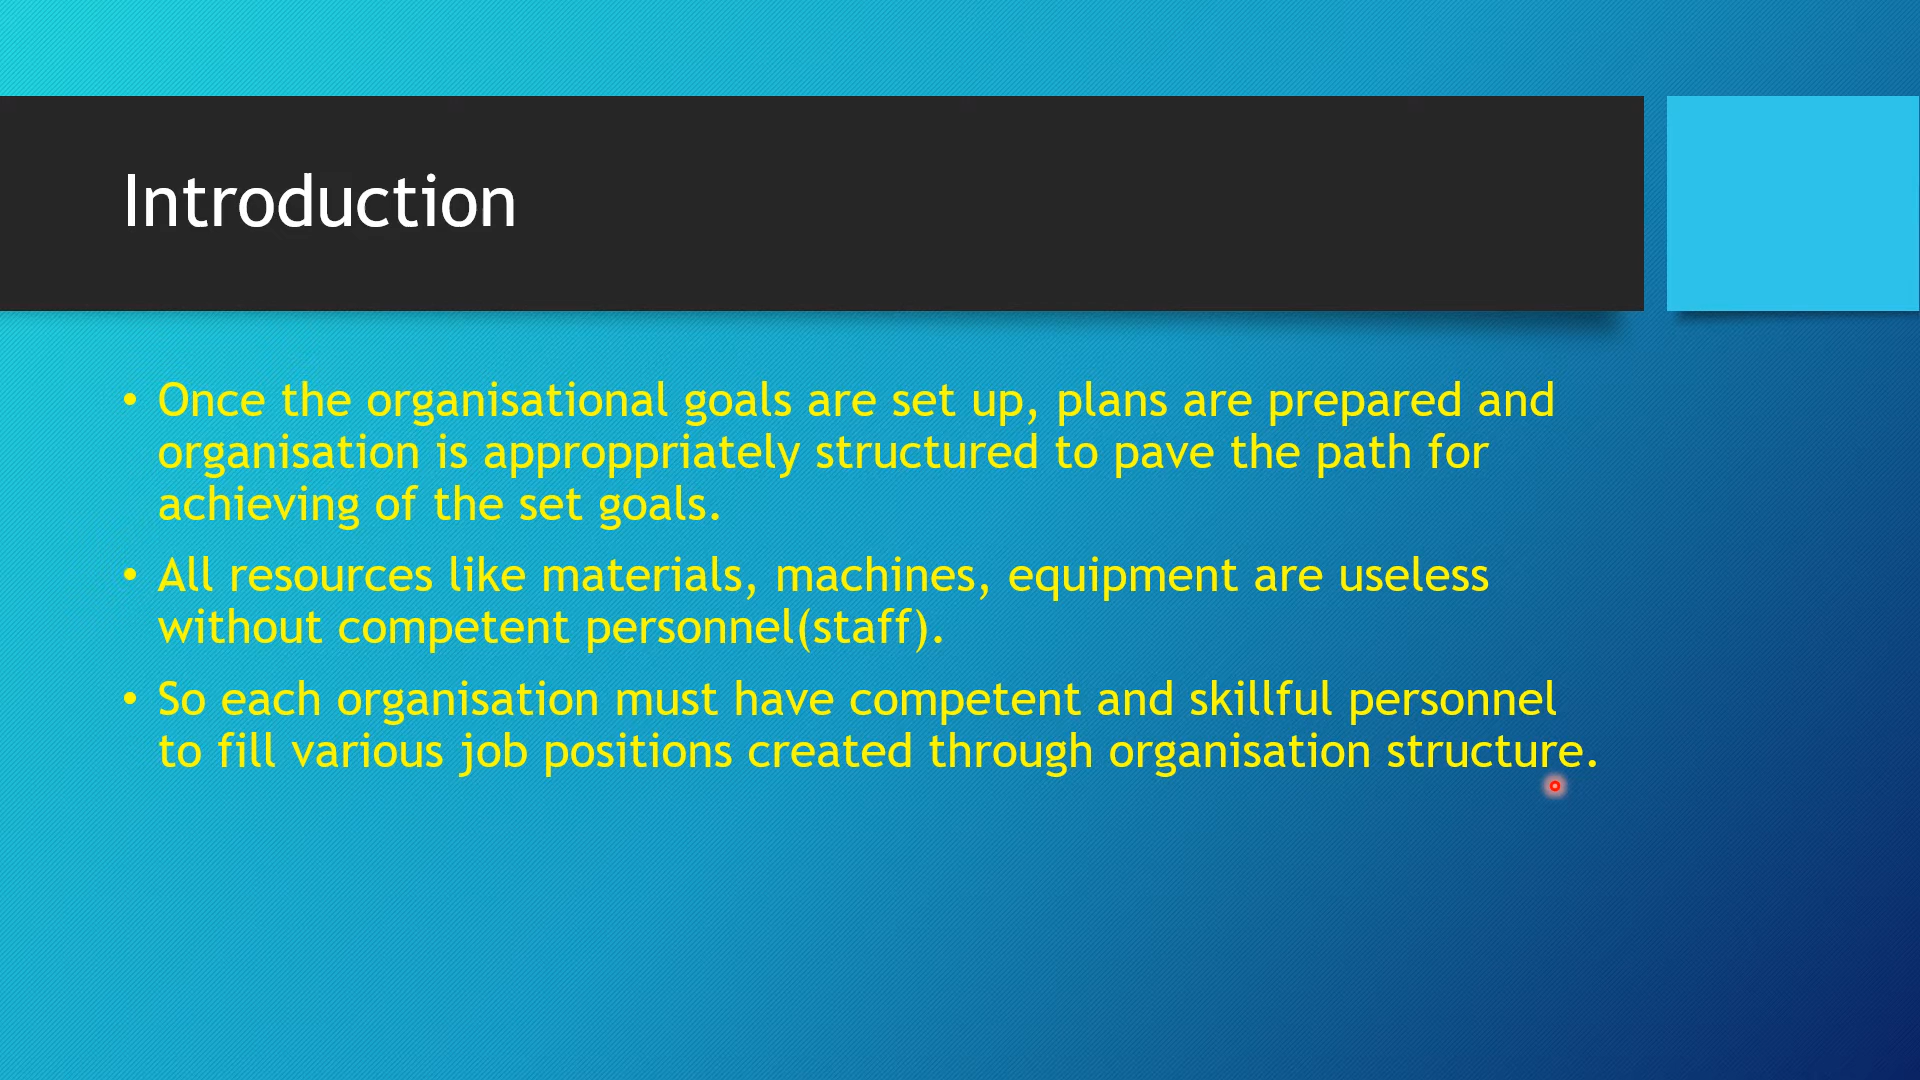 Introduction
• Once the organisational goals are set up, plans are prepared and
organisation is approppriately structured to pave the path for
achieving of the set goals.
• All resources like materials, machines, equipment are useless
without competent personnel(staff).
• So each organisation must have competent and skillful personnel
to fill various job positions created through organisation structure.